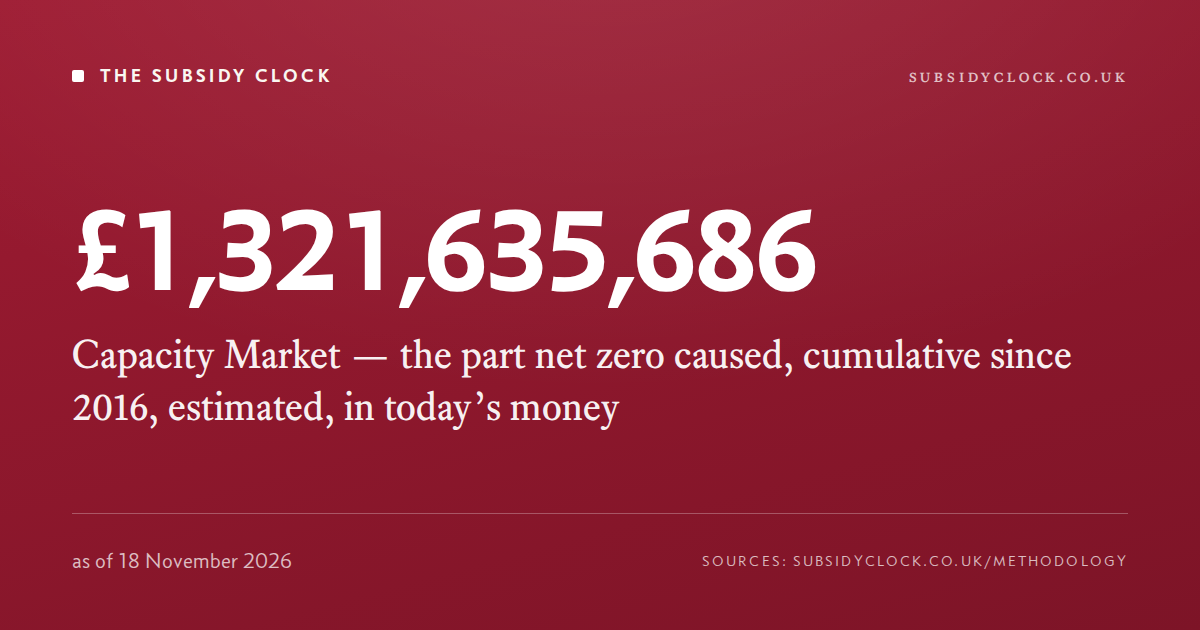 THE SUBSIDY CLOCK
SUBSIDYCLOCK.CO.UK
£1,321,635,686
Capacity Market — the part net zero caused, cumulative since
2016, estimated, in today’s money
as of 18 November 2026
SOURCES: SUBSIDYCLOCK.CO.UK/METHODOLOGY